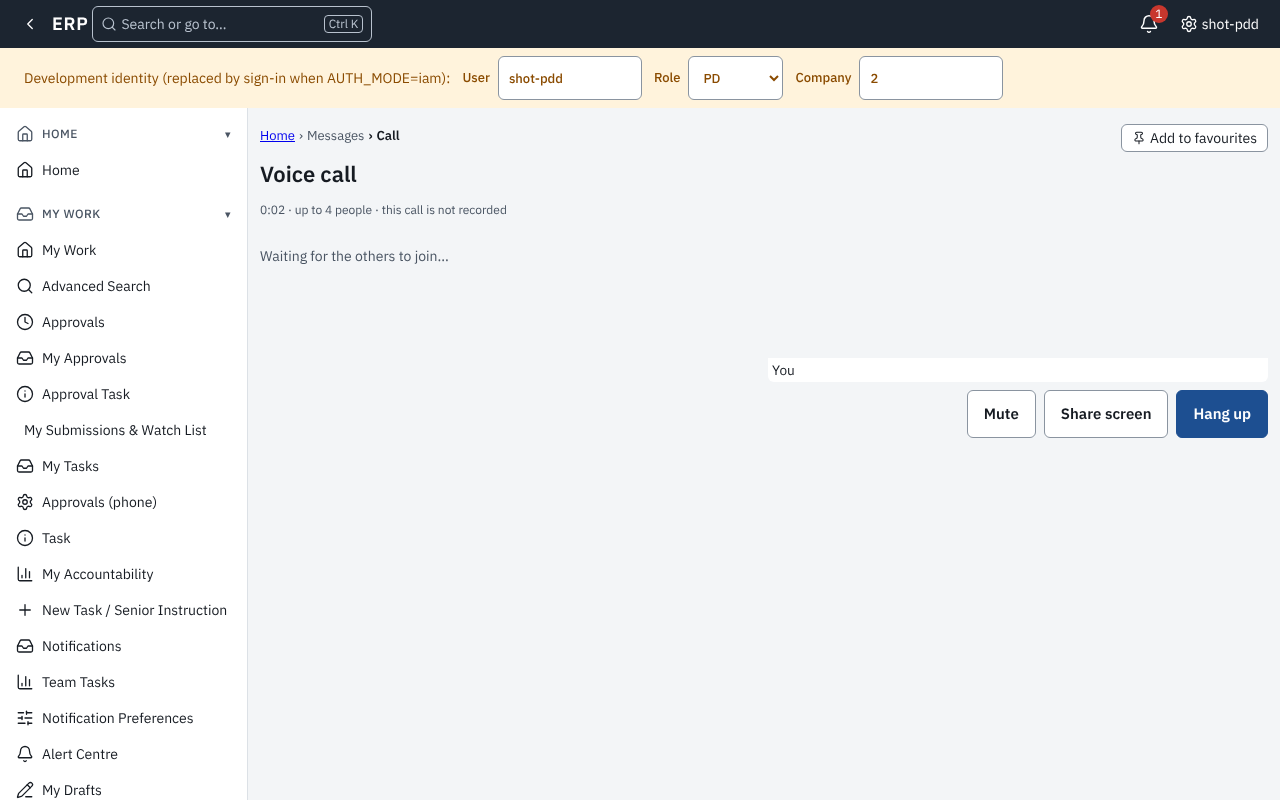 ERP
Search or go to...
Ctrl K
1
shot-pdd
Development identity (replaced by sign-in when AUTH_MODE=iam):
User
shot-pdd
Role
PD
Company
2
HOME
Home
MY WORK
My Work
Advanced Search
Approvals
My Approvals
Approval Task
My Submissions & Watch List
My Tasks
Approvals (phone)
Task
My Accountability
New Task / Senior Instruction
Notifications
Team Tasks
Notification Preferences
Alert Centre
My Drafts
Home › Messages › Call
Add to favourites
Voice call
0:02 · up to 4 people · this call is not recorded
Waiting for the others to join...
You
Mute
Share screen
Hang up